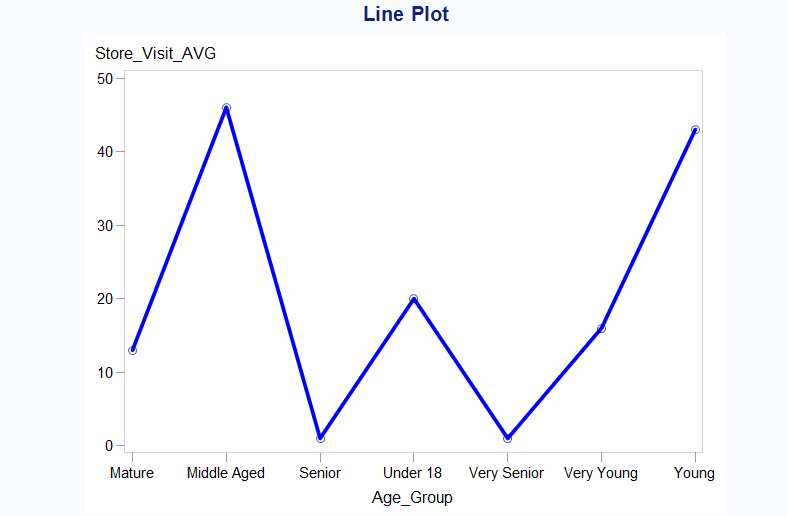 Line Plot
Store_Visit_AVG
50
40
30
20
10
0
Mature Middle Aged Senior Under 18 Very Senior Very Young Young
Age_Group